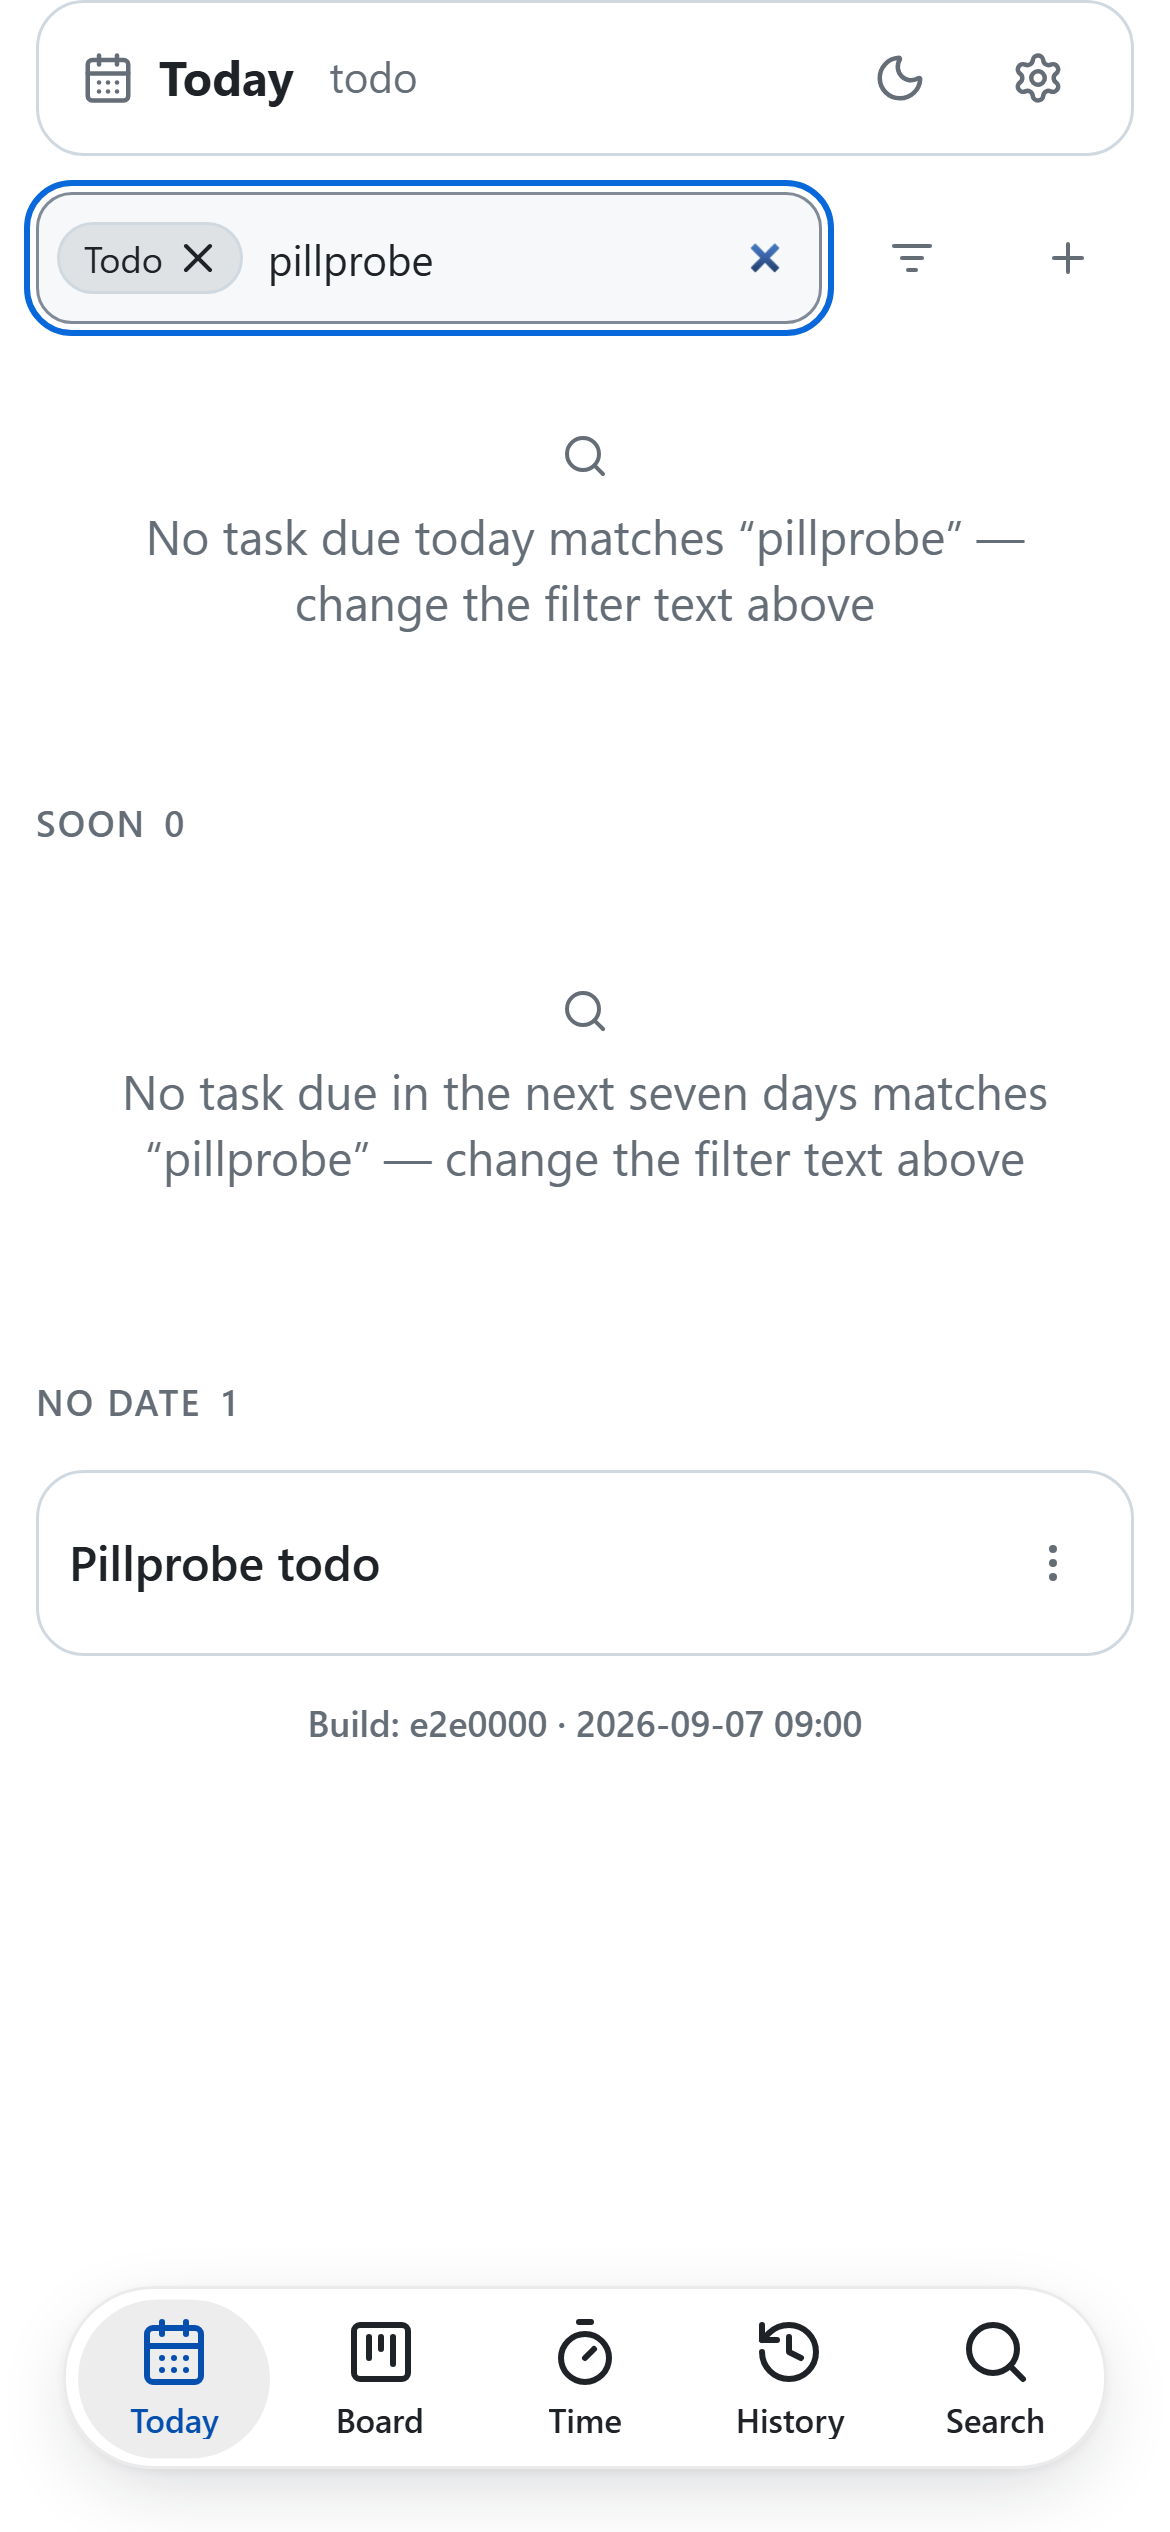 Today todo
Todo pillprobe
No task due today matches “pillprobe” —
change the filter text above
SOON 0
No task due in the next seven days matches
“pillprobe” — change the filter text above
NO DATE 1
Pillprobe todo
Build: e2e0000 · 2026-09-07 09:00
Today Board Time History Search